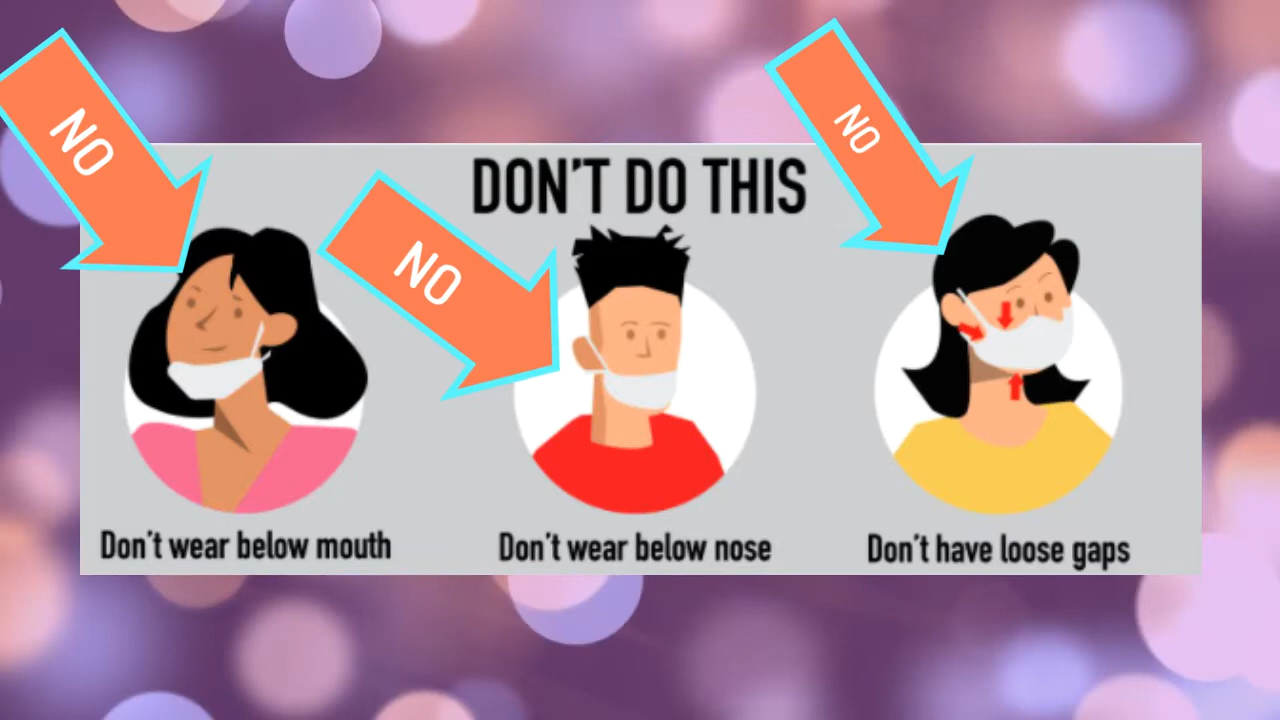 NO
NO
NO
DON'T DO THIS
Don't wear below mouth
Don't wear below nose
Don't have loose gaps